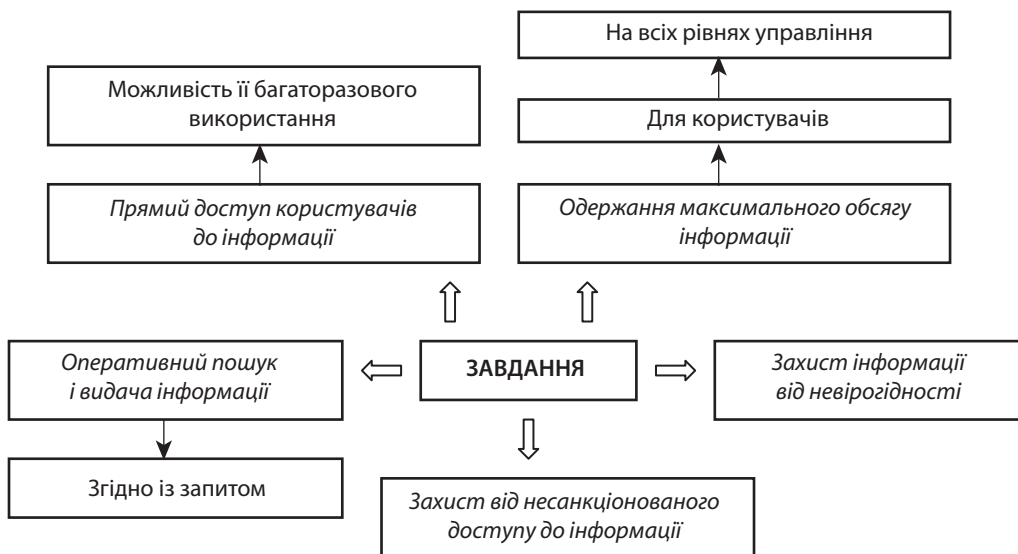 На всіх рівнях управління
Можливість її багаторазового
використання
Для користувачів
Прямий доступ користувачів
до інформації
Одержання максимального обсягу
інформації
Оперативний пошук
і видача інформації
ЗАВДАННЯ
Захист інформації
від невірогідності
Згідно із запитом
Захист від несанкціонованого
доступу до інформації